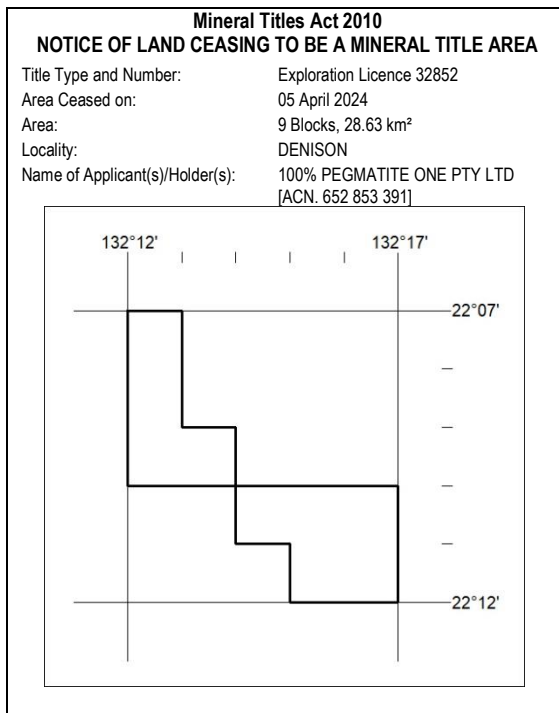 Mineral Titles Act 2010
NOTICE OF LAND CEASING TO BE A MINERAL TITLE AREA
Title Type and Number: Exploration Licence 32852
Area Ceased on: 05 April 2024
Area: 9 Blocks, 28.63 km²
Locality: DENISON
Name of Applicant(s)/Holder(s): 100% PEGMATITE ONE PTY LTD
[ACN. 652 853 391]
132°12' 132°17'
22°07'
22°12'